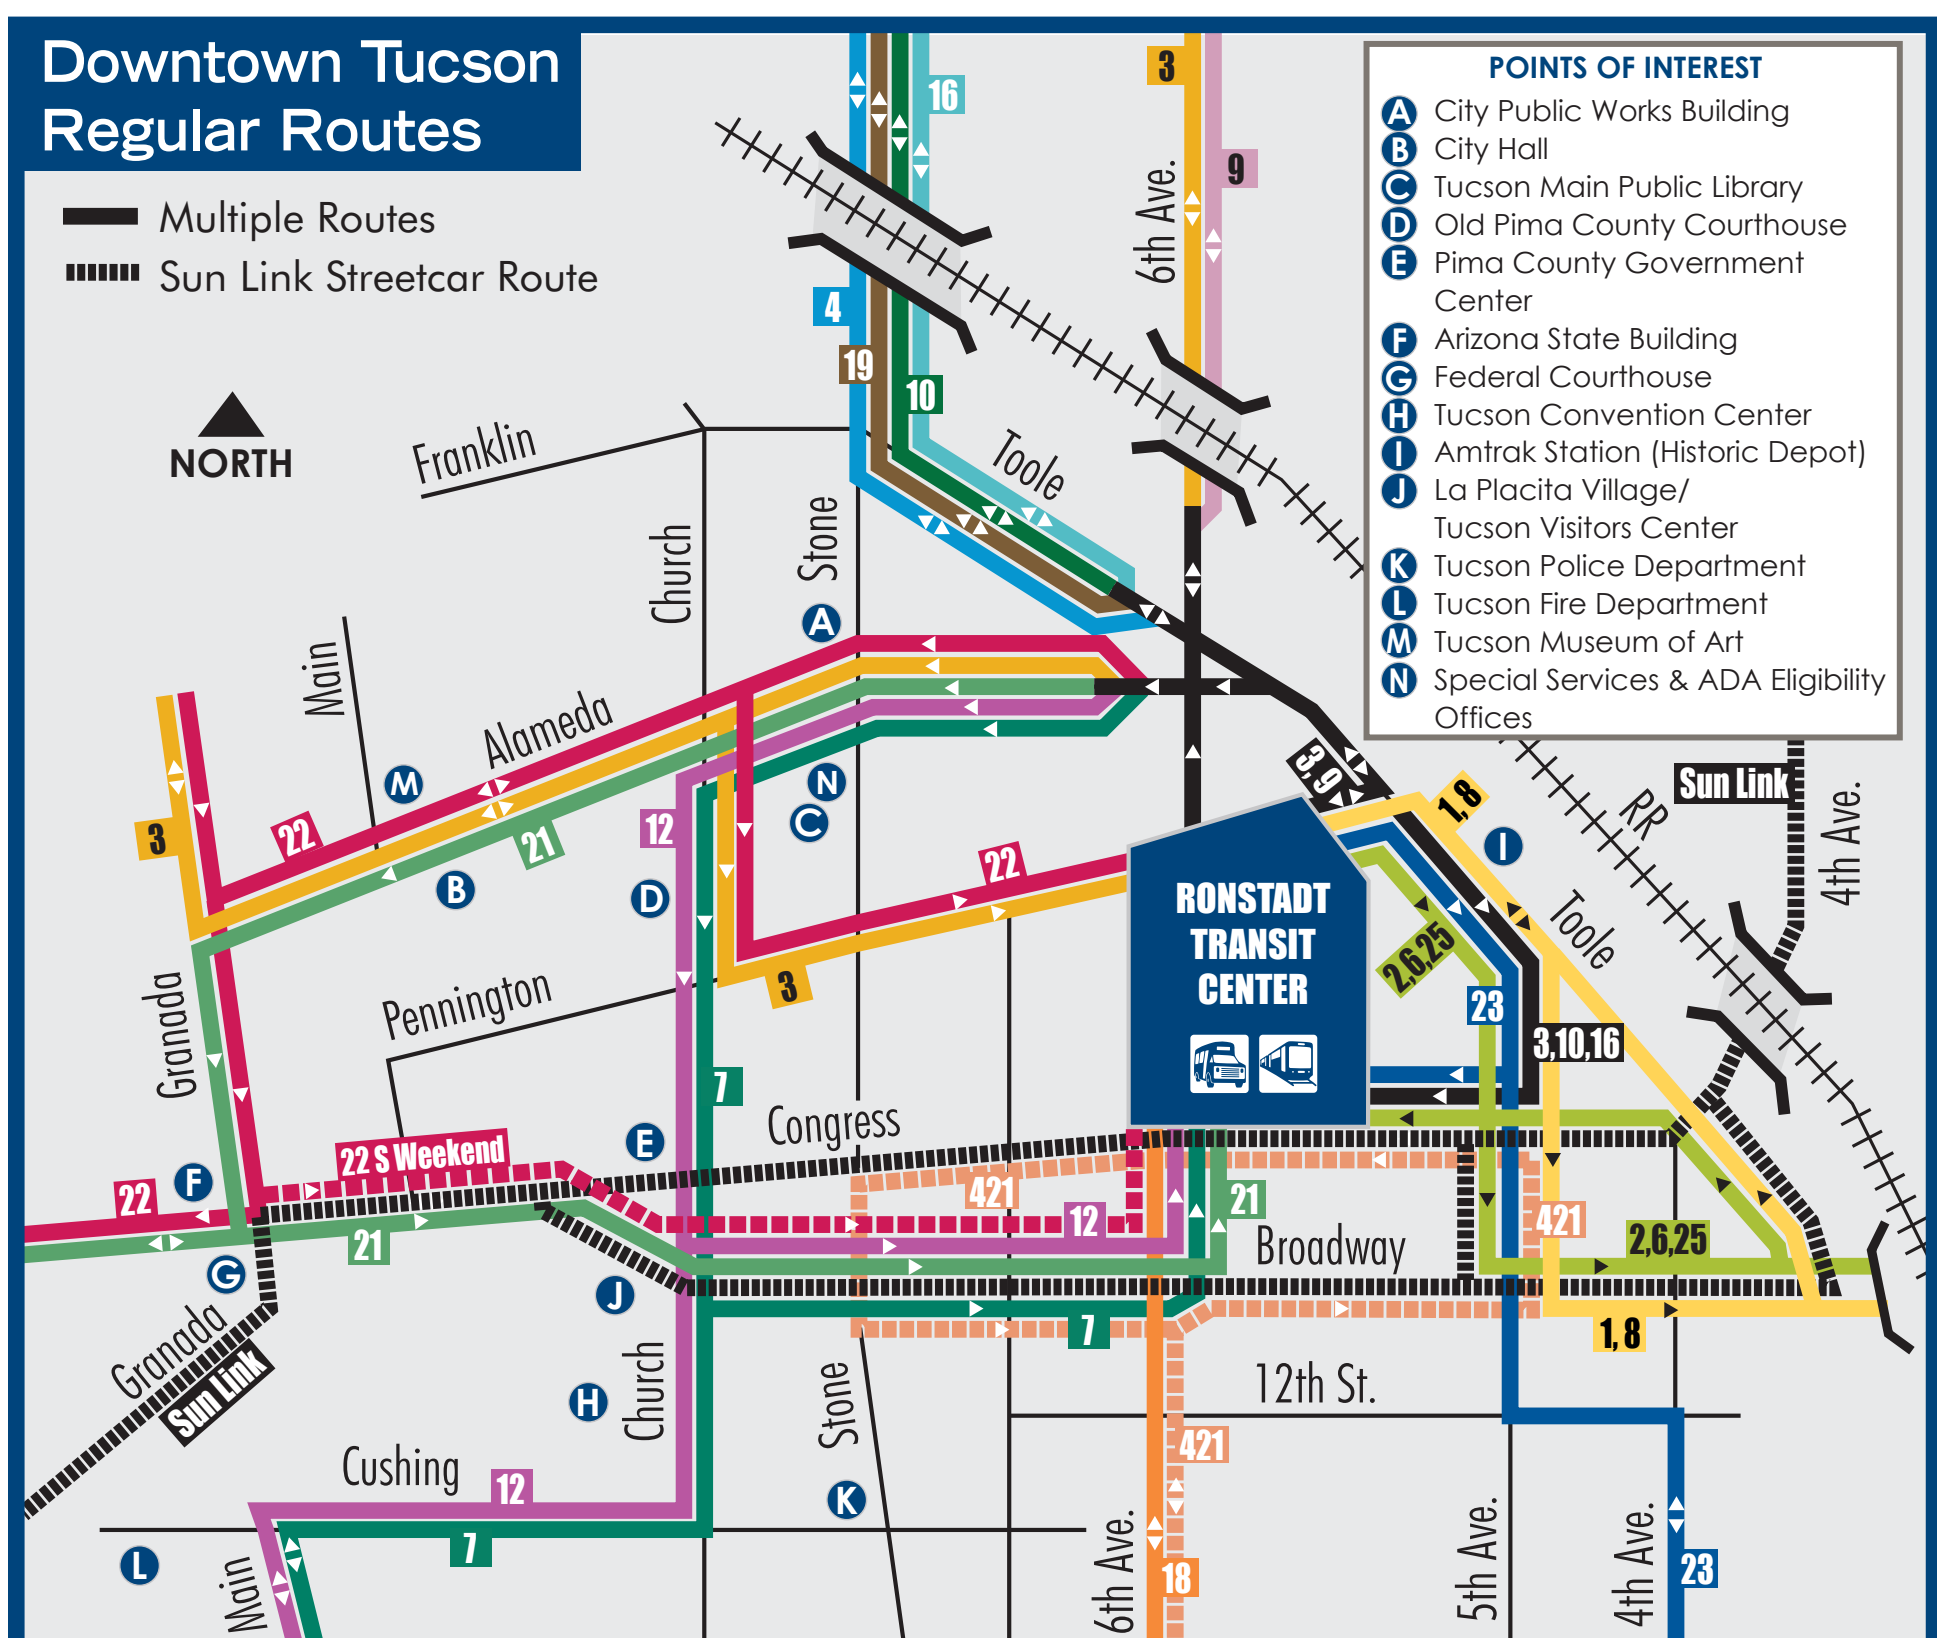 Downtown Tucson
Regular Routes
Multiple Routes
Sun Link Streetcar Route
NORTH
POINTS OF INTEREST
A City Public Works Building
B City Hall
C Tucson Main Public Library
D Old Pima County Courthouse
E Pima County Government
Center
F Arizona State Building
G Federal Courthouse
H Tucson Convention Center
I Amtrak Station (Historic Depot)
J La Placita Village/
Tucson Visitors Center
K Tucson Police Department
L Tucson Fire Department
M Tucson Museum of Art
N Special Services & ADA Eligibility
Offices
16
3
9
6th Ave.
4
19
10
Franklin
Toole
Church
Stone
A
Main
Alameda
M
22
3
21
B
12
N
C
D
22
3
3, 9
1, 8
I
Sun Link
RR
4th Ave.
Toole
RONSTADT
TRANSIT
CENTER
2,6,25
23
3,10,16
Granada
Pennington
7
Congress
E
22 S Weekend
F
22
421
12
21
421
2,6,25
Broadway
21
G
J
7
1, 8
Granada
Sun Link
H
Church
Stone
12th St.
421
Cushing
12
K
7
L
Main
6th Ave.
18
5th Ave.
4th Ave.
23